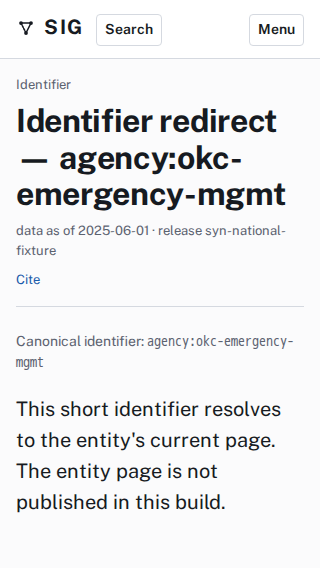 SIG
Search
Menu
Identifier
Identifier redirect
— agency:okc-
emergency-mgmt
data as of 2025-06-01 · release syn-national-
fixture
Cite
Canonical identifier: agency:okc-emergency-
mgmt
This short identifier resolves
to the entity's current page.
The entity page is not
published in this build.